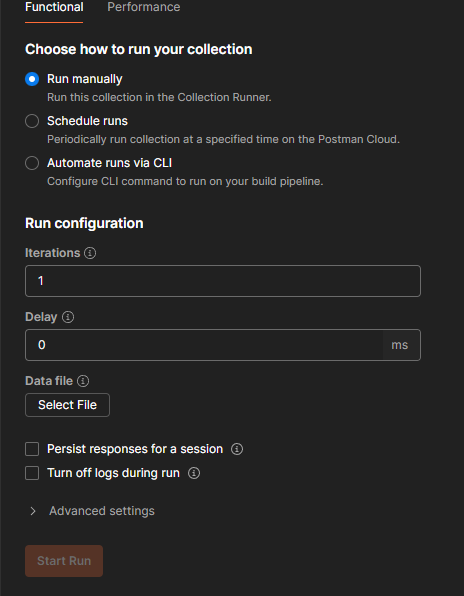 Functional Performance
Choose how to run your collection
Run manually
Run this collection in the Collection Runner.
Schedule runs
Periodically run collection at a specified time on the Postman Cloud.
Automate runs via CLI
Configure CLI command to run on your build pipeline.
Run configuration
Iterations
1
Delay
0 ms
Data file
Select File
Persist responses for a session
Turn off logs during run
Advanced settings
Start Run